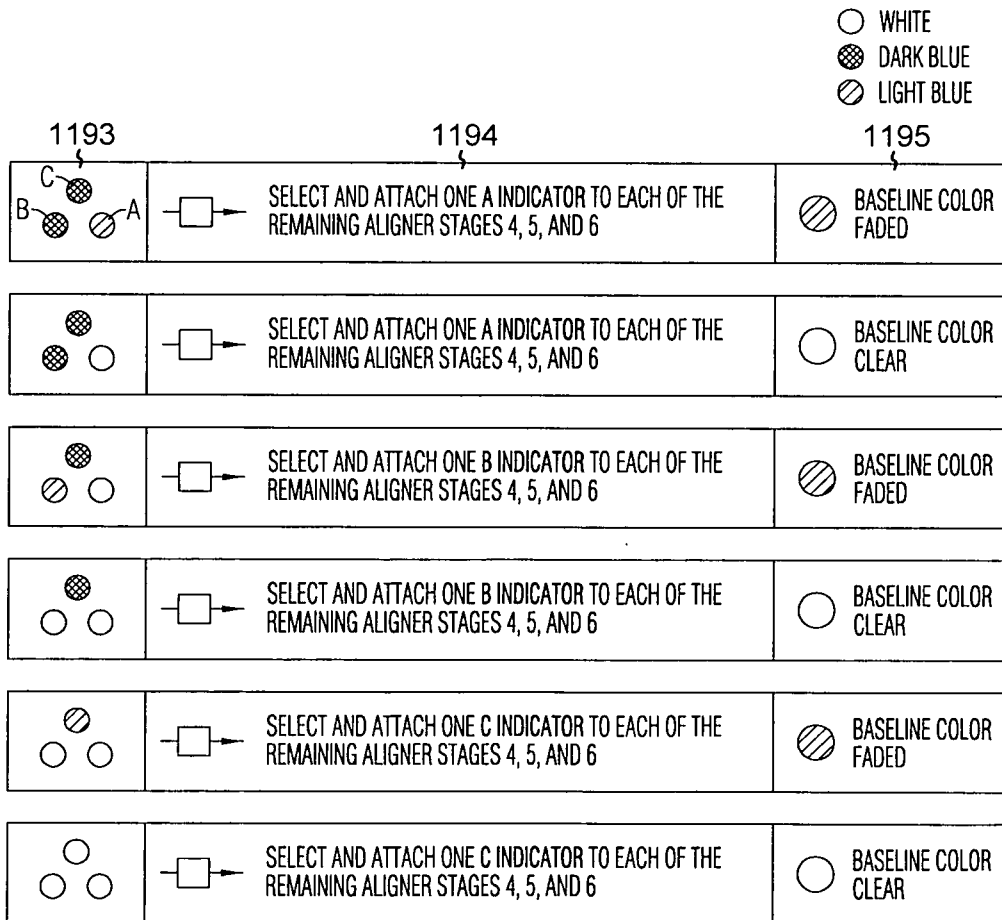 WHITE
DARK BLUE
LIGHT BLUE
1193
1194
1195
C
B
A
SELECT AND ATTACH ONE A INDICATOR TO EACH OF THE
REMAINING ALIGNER STAGES 4, 5, AND 6
BASELINE COLOR
FADED
SELECT AND ATTACH ONE A INDICATOR TO EACH OF THE
REMAINING ALIGNER STAGES 4, 5, AND 6
BASELINE COLOR
CLEAR
SELECT AND ATTACH ONE B INDICATOR TO EACH OF THE
REMAINING ALIGNER STAGES 4, 5, AND 6
BASELINE COLOR
FADED
SELECT AND ATTACH ONE B INDICATOR TO EACH OF THE
REMAINING ALIGNER STAGES 4, 5, AND 6
BASELINE COLOR
CLEAR
SELECT AND ATTACH ONE C INDICATOR TO EACH OF THE
REMAINING ALIGNER STAGES 4, 5, AND 6
BASELINE COLOR
FADED
SELECT AND ATTACH ONE C INDICATOR TO EACH OF THE
REMAINING ALIGNER STAGES 4, 5, AND 6
BASELINE COLOR
CLEAR